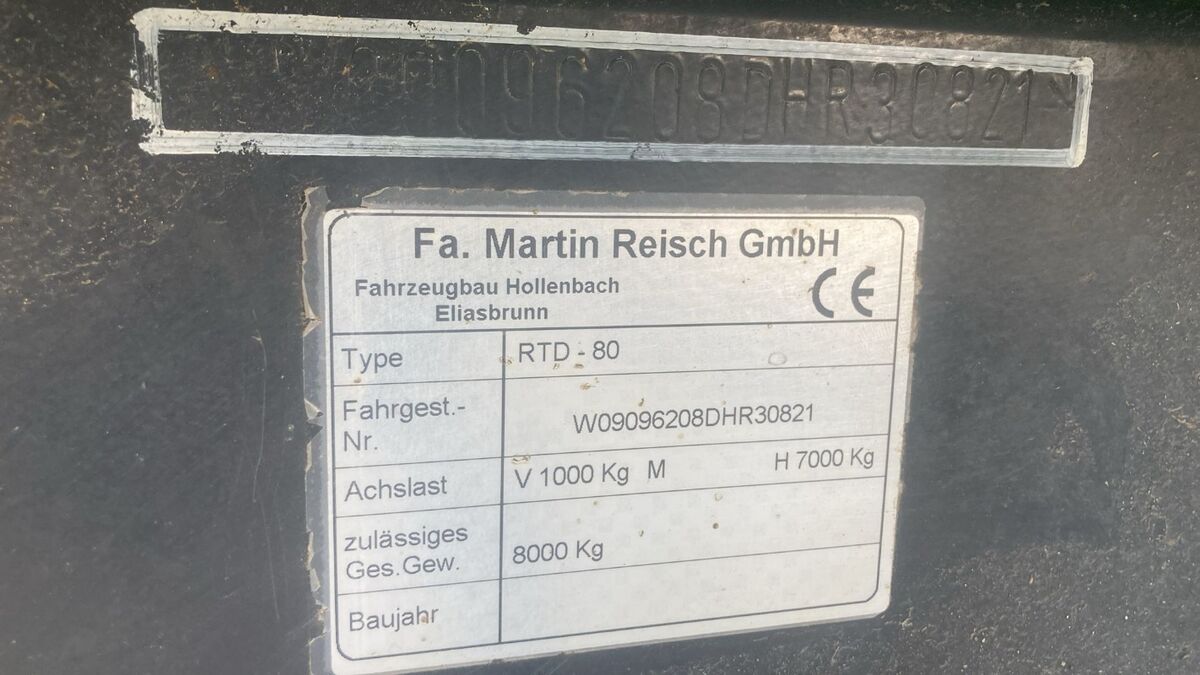 096208DHR30821*
Fa. Martin Reisch GmbH
Fahrzeugbau Hollenbach
Eliasbrunn
CE
Type
RTD - 80
Fahrgest.-
Nr.
W09096208DHR30821
Achslast
V 1000 Kg M H 7000 Kg
zulässiges
Ges.Gew.
8000 Kg
Baujahr